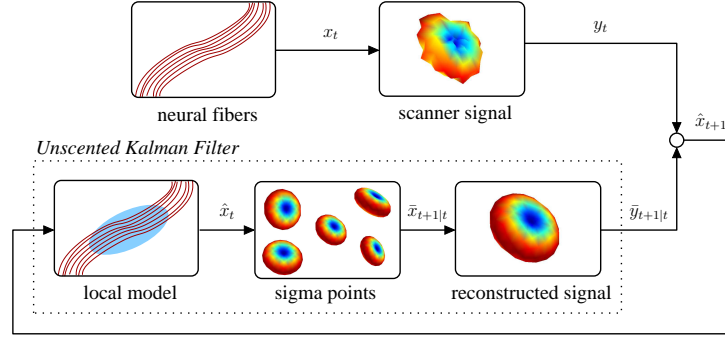 x_t
y_t
neural fibers
scanner signal
x̂_{t+1}
Unscented Kalman Filter
x̂_t
x̄_{t+1|t}
ȳ_{t+1|t}
local model
sigma points
reconstructed signal